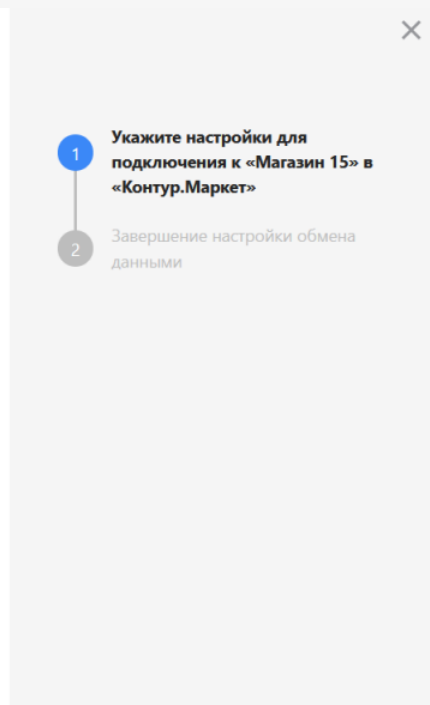 1
Укажите настройки для
подключения к «Магазин 15» в
«Контур.Маркет»
2
Завершение настройки обмена
данными